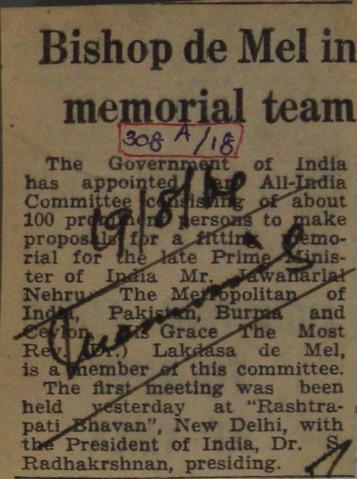 Bishop de Mel in
memorial team
308 A/18
The Government of India
has appointed an All-India
Committee consisting of about
100 prominent persons to make
proposals for a fitting memo-
rial for the late Prime Minis-
ter of India Mr. Jawaharlal
Nehru. The Metropolitan of
India, Pakistan, Burma and
Ceylon, His Grace The Most
Rev. (Dr.) Lakdasa de Mel,
is a member of this committee.
The first meeting was been
held yesterday at "Rashtra-
pati Bhavan", New Delhi, with
the President of India, Dr. S.
Radhakrshnan, presiding.